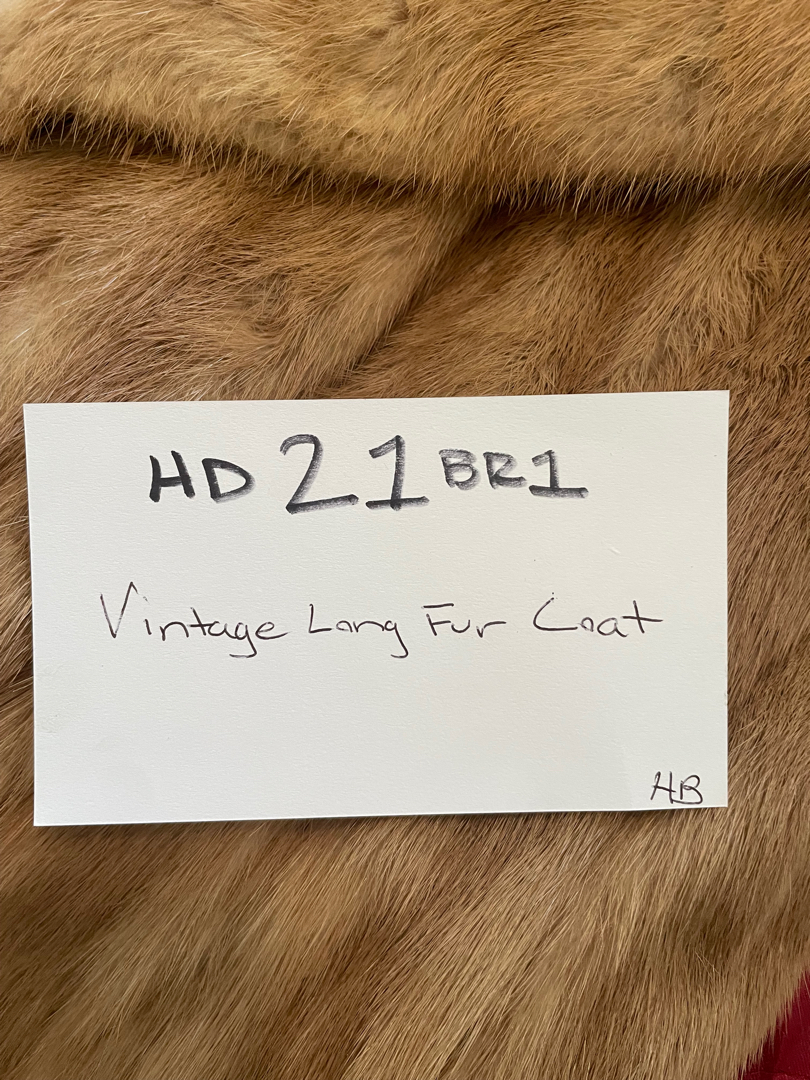 HD 21 BR1
Vintage Long Fur Coat
HB